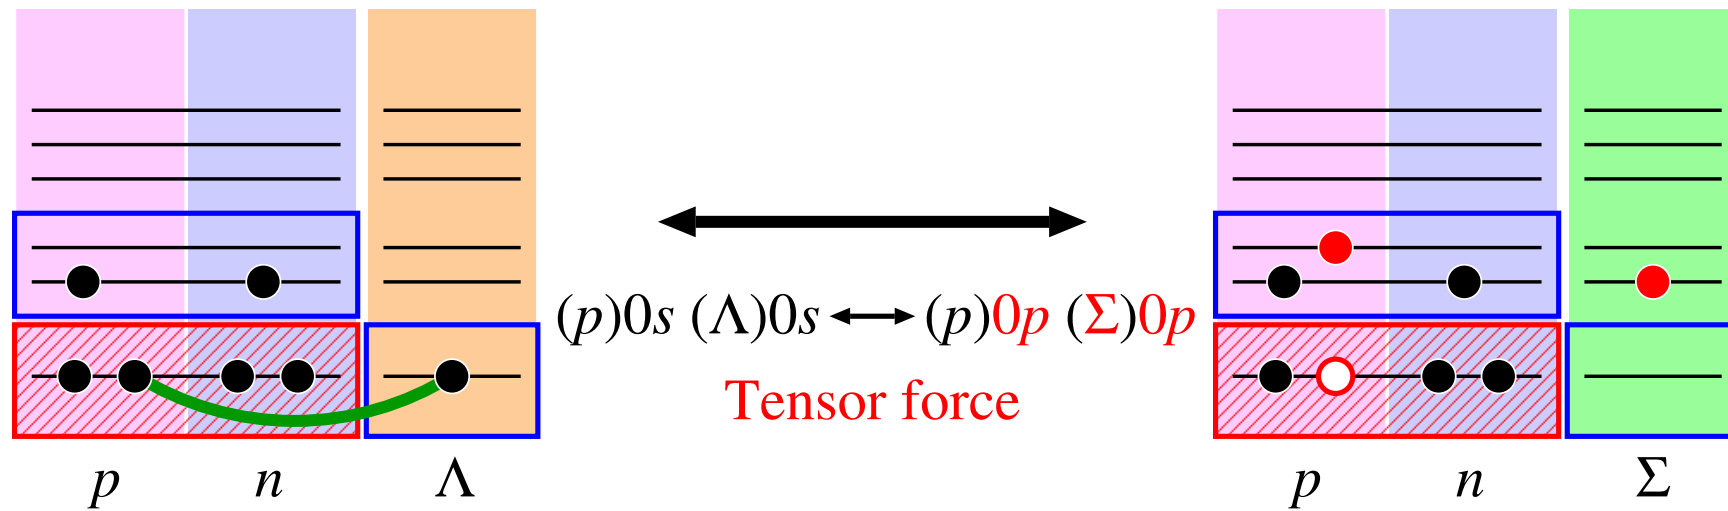 (p)0s (Λ)0s ↔ (p)0p (Σ)0p
Tensor force
p n Λ
p n Σ